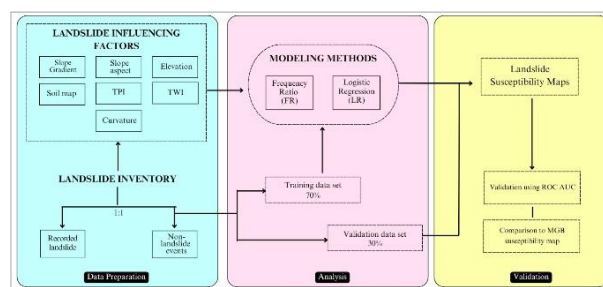 LANDSLIDE INFLUENCING
FACTORS
Slope
Gradient
Slope
aspect
Elevation
Soil map
TPI
TWI
Curvature
LANDSLIDE INVENTORY
1:1
Recorded
landslide
Non-
landslide
events
Data Preparation
MODELING METHODS
Frequency
Ratio
(FR)
Logistic
Regression
(LR)
Training data set
70%
Validation data set
30%
Analysis
Landslide
Susceptibility Maps
Validation using ROC AUC
Comparison to MGB
susceptibility map
Validation